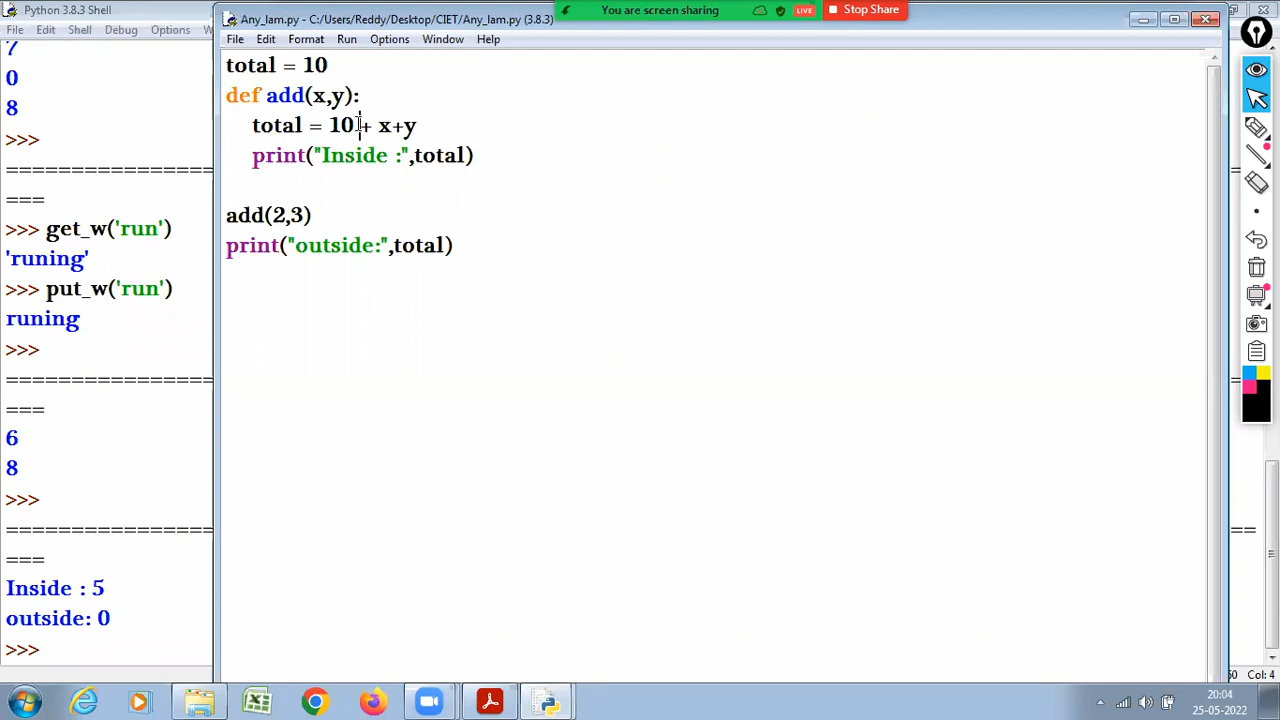 Python 3.8.3 Shell
File Edit Shell Debug Options W
7
0
8
>>>
=====================
===
>>> get_w('run')
'runing'
>>> put_w('run')
runing
>>>
=====================
===
6
8
>>>
=====================
===
Inside : 5
outside: 0
>>>
You are screen sharing LIVE Stop Share
Any_lam.py - C:/Users/Reddy/Desktop/CIET/Any_lam.py (3.8.3)
File Edit Format Run Options Window Help
total = 10
def add(x,y):
total = 10 + x+y
print("Inside :",total)
add(2,3)
print("outside:",total)
Col: 4
20:04
25-05-2022